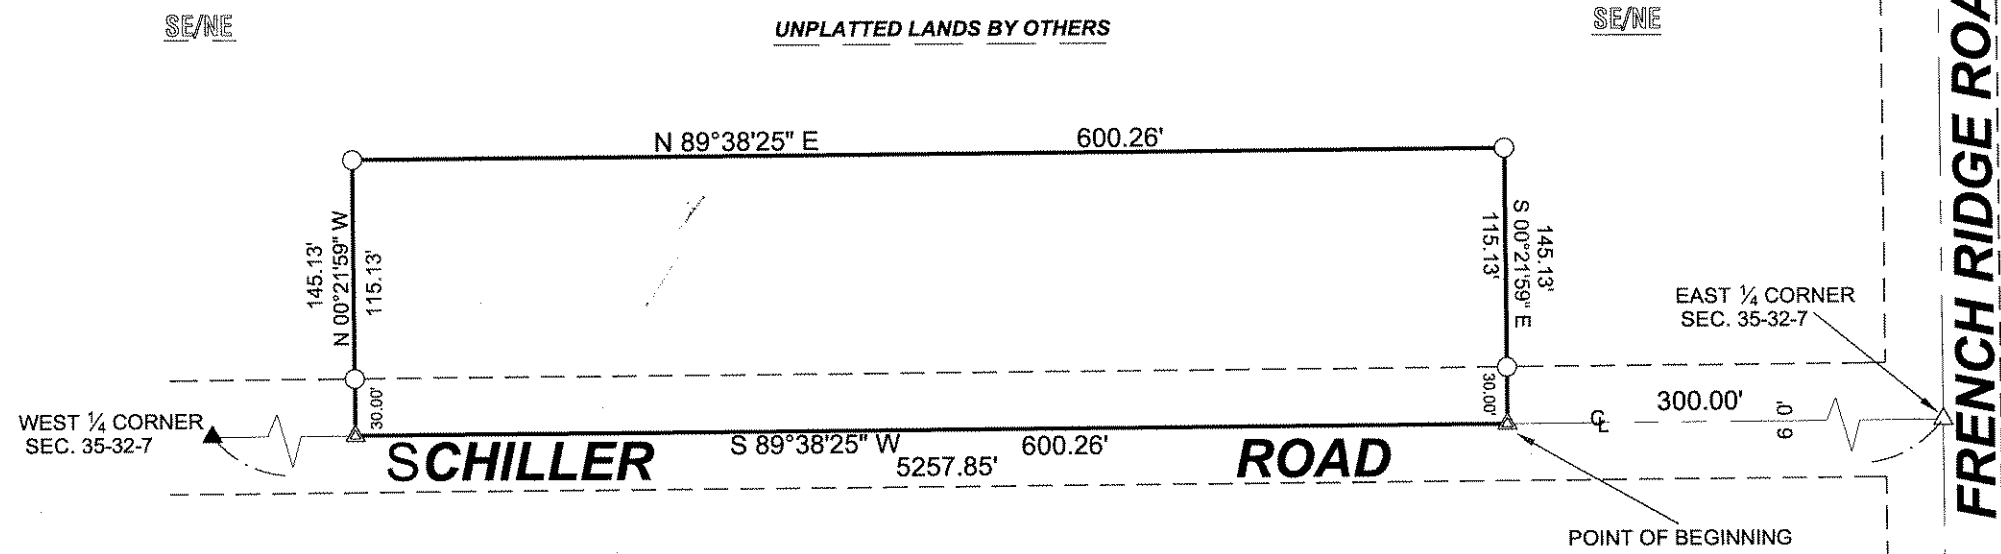 SE/NE
UNPLATTED LANDS BY OTHERS
SE/NE
N 89°38'25" E 600.26'
145.13'
N 00°21'59" W
115.13'
30.00'
115.13'
S 00°21'59" E
145.13'
30.00'
EAST ¼ CORNER
SEC. 35-32-7
WEST ¼ CORNER
SEC. 35-32-7
300.00'
60'
SCHILLER ROAD
S 89°38'25" W 600.26'
5257.85'
POINT OF BEGINNING
FRENCH RIDGE ROA